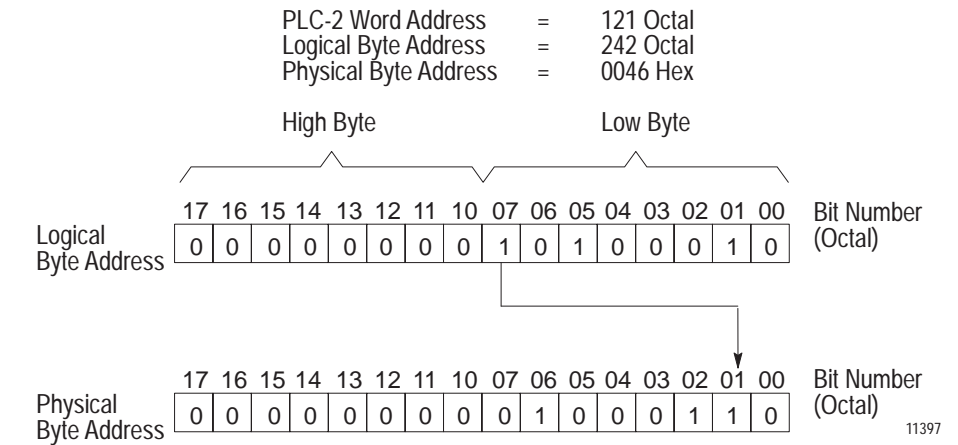 PLC-2 Word Address = 121 Octal
Logical Byte Address = 242 Octal
Physical Byte Address = 0046 Hex
High Byte Low Byte
17 16 15 14 13 12 11 10 07 06 05 04 03 02 01 00 Bit Number
(Octal)
Logical
Byte Address
0 0 0 0 0 0 0 0 1 0 1 0 0 0 1 0
17 16 15 14 13 12 11 10 07 06 05 04 03 02 01 00 Bit Number
(Octal)
Physical
Byte Address
0 0 0 0 0 0 0 0 0 1 0 0 0 1 1 0
11397